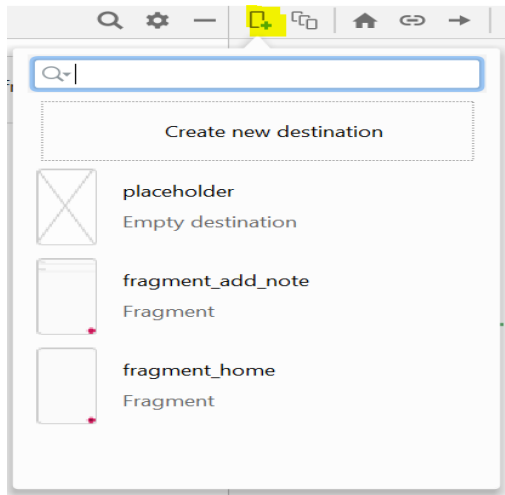 Create new destination
placeholder
Empty destination
fragment_add_note
Fragment
fragment_home
Fragment